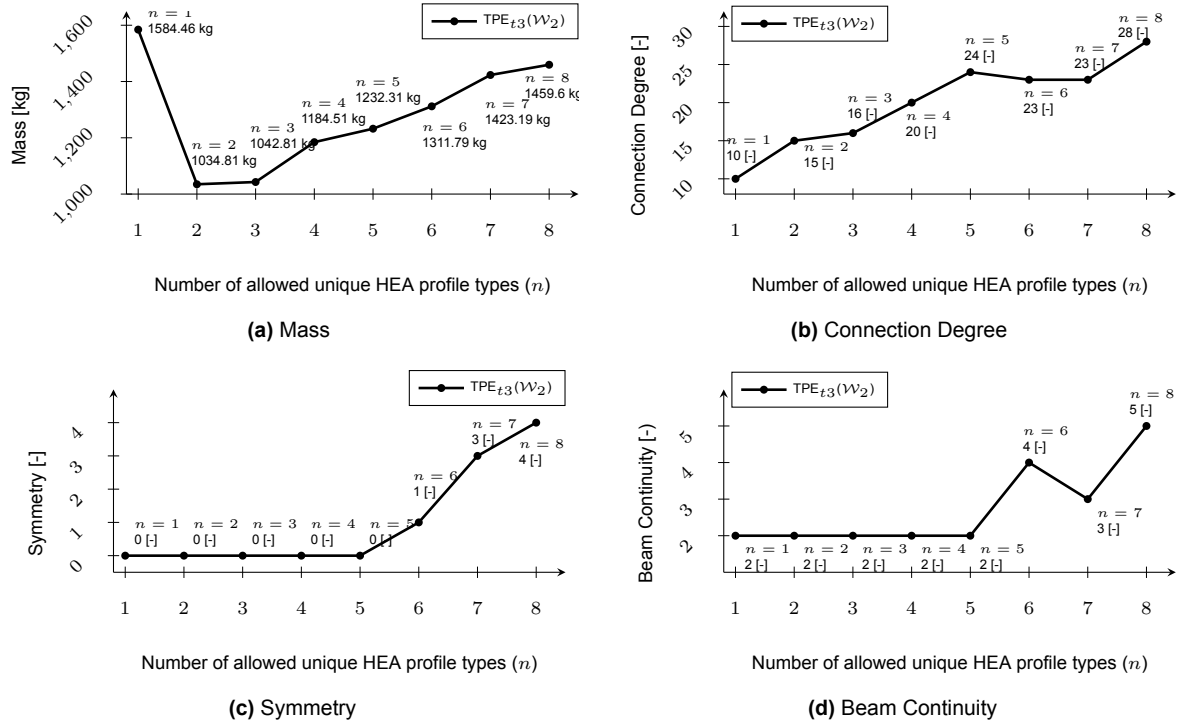 TPE_{t3}(𝒲_2)
Mass [kg]
1,600
1,400
1,200
1,000
n = 1
1584.46 kg
n = 2
1034.81 kg
n = 3
1042.81 kg
n = 4
1184.51 kg
n = 5
1232.31 kg
n = 6
1311.79 kg
n = 7
1423.19 kg
n = 8
1459.6 kg
1 2 3 4 5 6 7 8
Number of allowed unique HEA profile types (n)
(a) Mass
TPE_{t3}(𝒲_2)
Connection Degree [-]
30
25
20
15
10
n = 1
10 [-]
n = 2
15 [-]
n = 3
16 [-]
n = 4
20 [-]
n = 5
24 [-]
n = 6
23 [-]
n = 7
23 [-]
n = 8
28 [-]
1 2 3 4 5 6 7 8
Number of allowed unique HEA profile types (n)
(b) Connection Degree
TPE_{t3}(𝒲_2)
Symmetry [-]
4
3
2
1
0
n = 1
0 [-]
n = 2
0 [-]
n = 3
0 [-]
n = 4
0 [-]
n = 5
0 [-]
n = 6
1 [-]
n = 7
3 [-]
n = 8
4 [-]
1 2 3 4 5 6 7 8
Number of allowed unique HEA profile types (n)
(c) Symmetry
TPE_{t3}(𝒲_2)
Beam Continuity [-)
5
4
3
2
n = 1
2 [-]
n = 2
2 [-]
n = 3
2 [-]
n = 4
2 [-]
n = 5
2 [-]
n = 6
4 [-]
n = 7
3 [-]
n = 8
5 [-]
1 2 3 4 5 6 7 8
Number of allowed unique HEA profile types (n)
(d) Beam Continuity